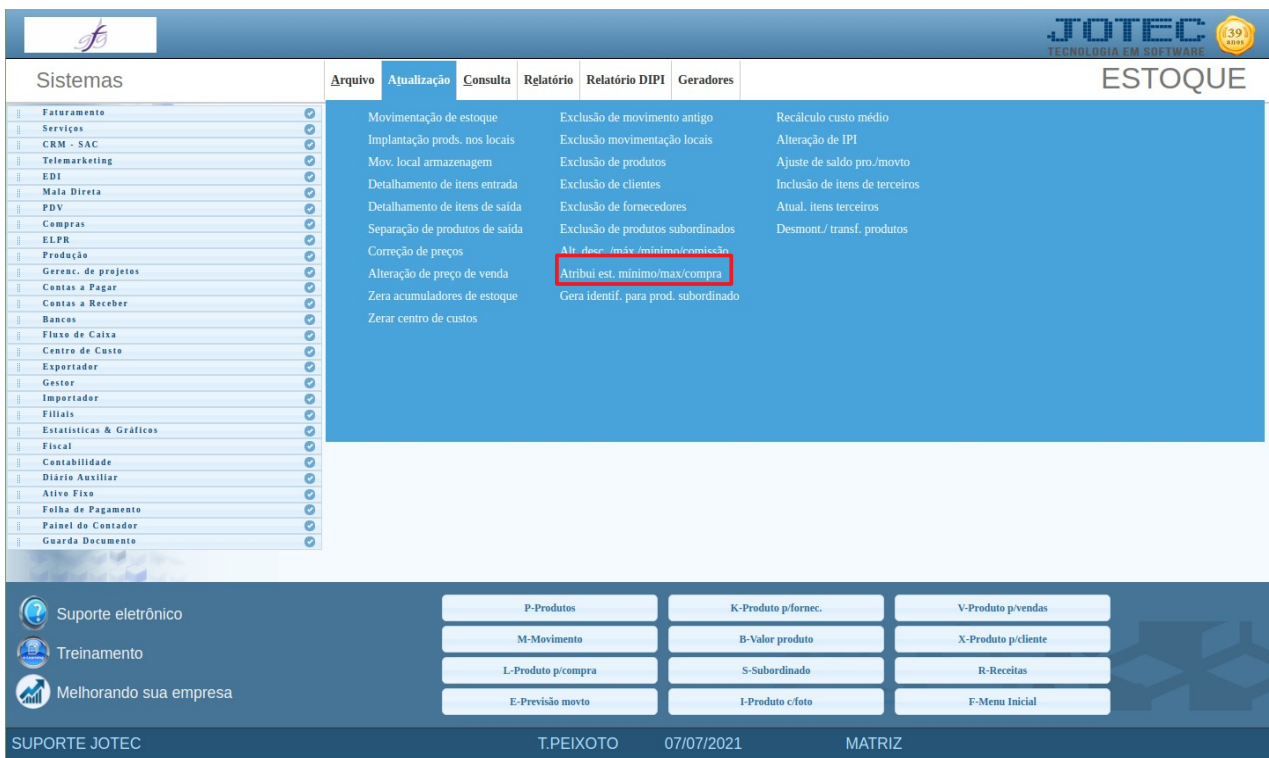 JOTEC
TECNOLOGIA EM SOFTWARE
39
anos
Sistemas
Arquivo Atualização Consulta Relatório Relatório DIPI Geradores
ESTOQUE
Faturamento
Serviços
CRM - SAC
Telemarketing
EDI
Mala Direta
PDV
Compras
ELPR
Produção
Gerenc. de projetos
Contas a Pagar
Contas a Receber
Bancos
Fluxo de Caixa
Centro de Custo
Exportador
Gestor
Importador
Filiais
Estatísticas & Gráficos
Fiscal
Contabilidade
Diário Auxiliar
Ativo Fixo
Folha de Pagamento
Painel do Contador
Guarda Documento
Movimentação de estoque
Implantação prods. nos locais
Mov. local armazenagem
Detalhamento de itens entrada
Detalhamento de itens de saída
Separação de produtos de saída
Correção de preços
Alteração de preço de venda
Zera acumuladores de estoque
Zerar centro de custos
Exclusão de movimento antigo
Exclusão movimentação locais
Exclusão de produtos
Exclusão de clientes
Exclusão de fornecedores
Exclusão de produtos subordinados
Alt. desc. /máx./mínimo/comissão
Atribui est. mínimo/max/compra
Gera identif. para prod. subordinado
Recálculo custo médio
Alteração de IPI
Ajuste de saldo pro./movto
Inclusão de itens de terceiros
Atual. itens terceiros
Desmont./ transf. produtos
Suporte eletrônico
Treinamento
Melhorando sua empresa
P-Produtos K-Produto p/fornec. V-Produto p/vendas
M-Movimento B-Valor produto X-Produto p/cliente
L-Produto p/compra S-Subordinado R-Receitas
E-Previsão movto I-Produto c/foto F-Menu Inicial
SUPORTE JOTEC T.PEIXOTO 07/07/2021 MATRIZ